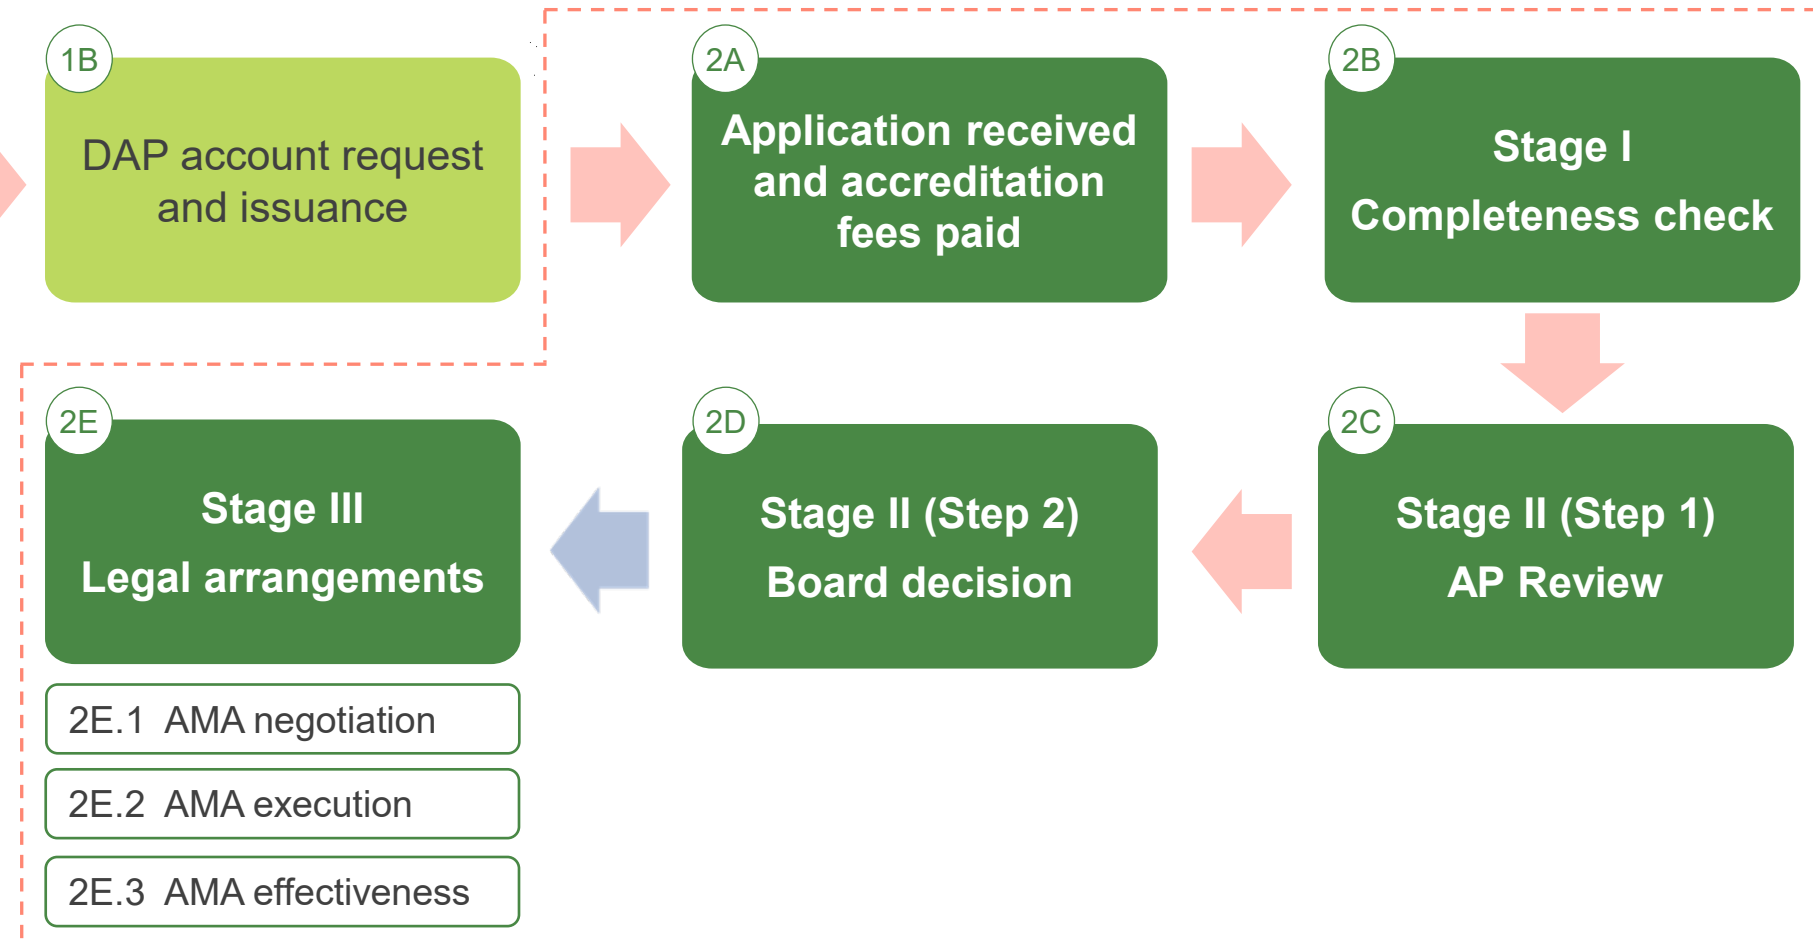 1B
DAP account request
and issuance
2A
Application received
and accreditation
fees paid
2B
Stage I
Completeness check
2C
Stage II (Step 1)
AP Review
2D
Stage II (Step 2)
Board decision
2E
Stage III
Legal arrangements
2E.1 AMA negotiation
2E.2 AMA execution
2E.3 AMA effectiveness